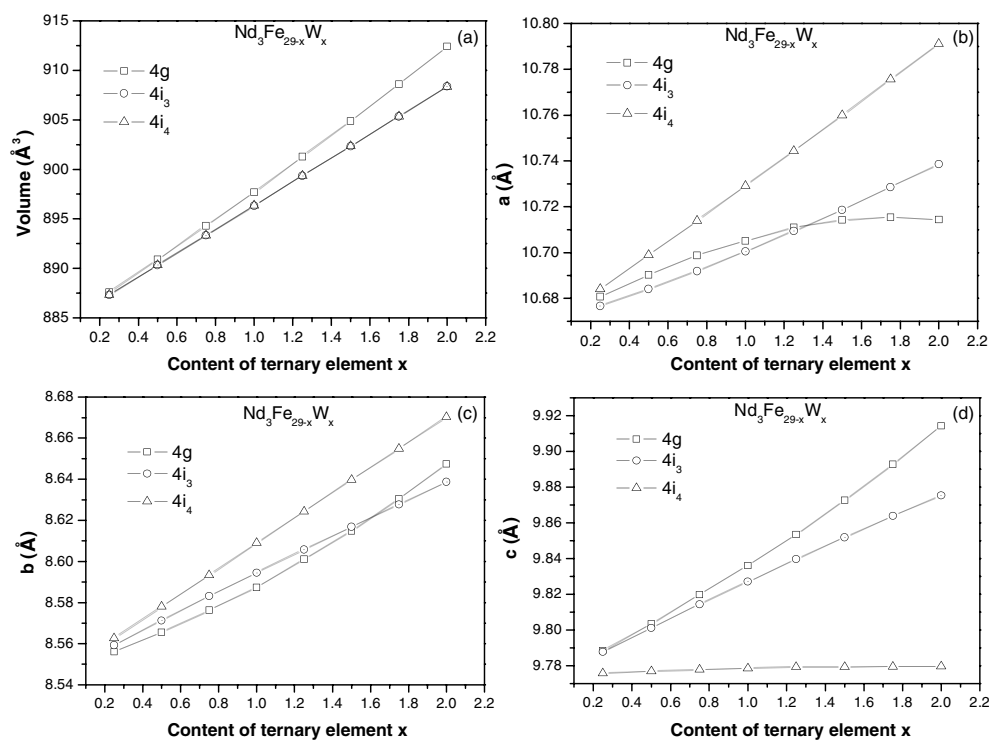 Nd₃Fe₂₉₋ₓWₓ (a)
4g
4i₃
4i₄
Volume (Å³)
915
910
905
900
895
890
885
0.2 0.4 0.6 0.8 1.0 1.2 1.4 1.6 1.8 2.0 2.2
Content of ternary element x
Nd₃Fe₂₉₋ₓWₓ (b)
4g
4i₃
4i₄
a (Å)
10.80
10.78
10.76
10.74
10.72
10.70
10.68
0.2 0.4 0.6 0.8 1.0 1.2 1.4 1.6 1.8 2.0 2.2
Content of ternary element x
Nd₃Fe₂₉₋ₓWₓ (c)
4g
4i₃
4i₄
b (Å)
8.68
8.66
8.64
8.62
8.60
8.58
8.56
8.54
0.2 0.4 0.6 0.8 1.0 1.2 1.4 1.6 1.8 2.0 2.2
Content of ternary element x
Nd₃Fe₂₉₋ₓWₓ (d)
4g
4i₃
4i₄
c (Å)
9.92
9.90
9.88
9.86
9.84
9.82
9.80
9.78
0.2 0.4 0.6 0.8 1.0 1.2 1.4 1.6 1.8 2.0 2.2
Content of ternary element x